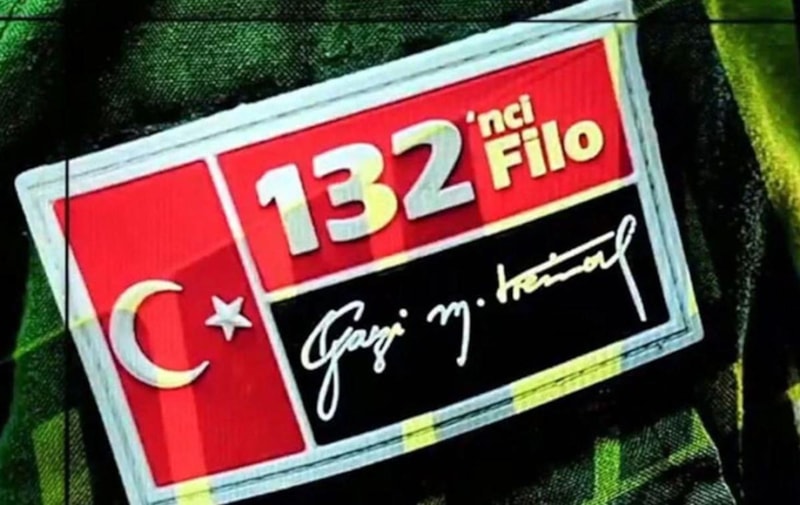 132'nci
Filo
Gazi M. Kemal